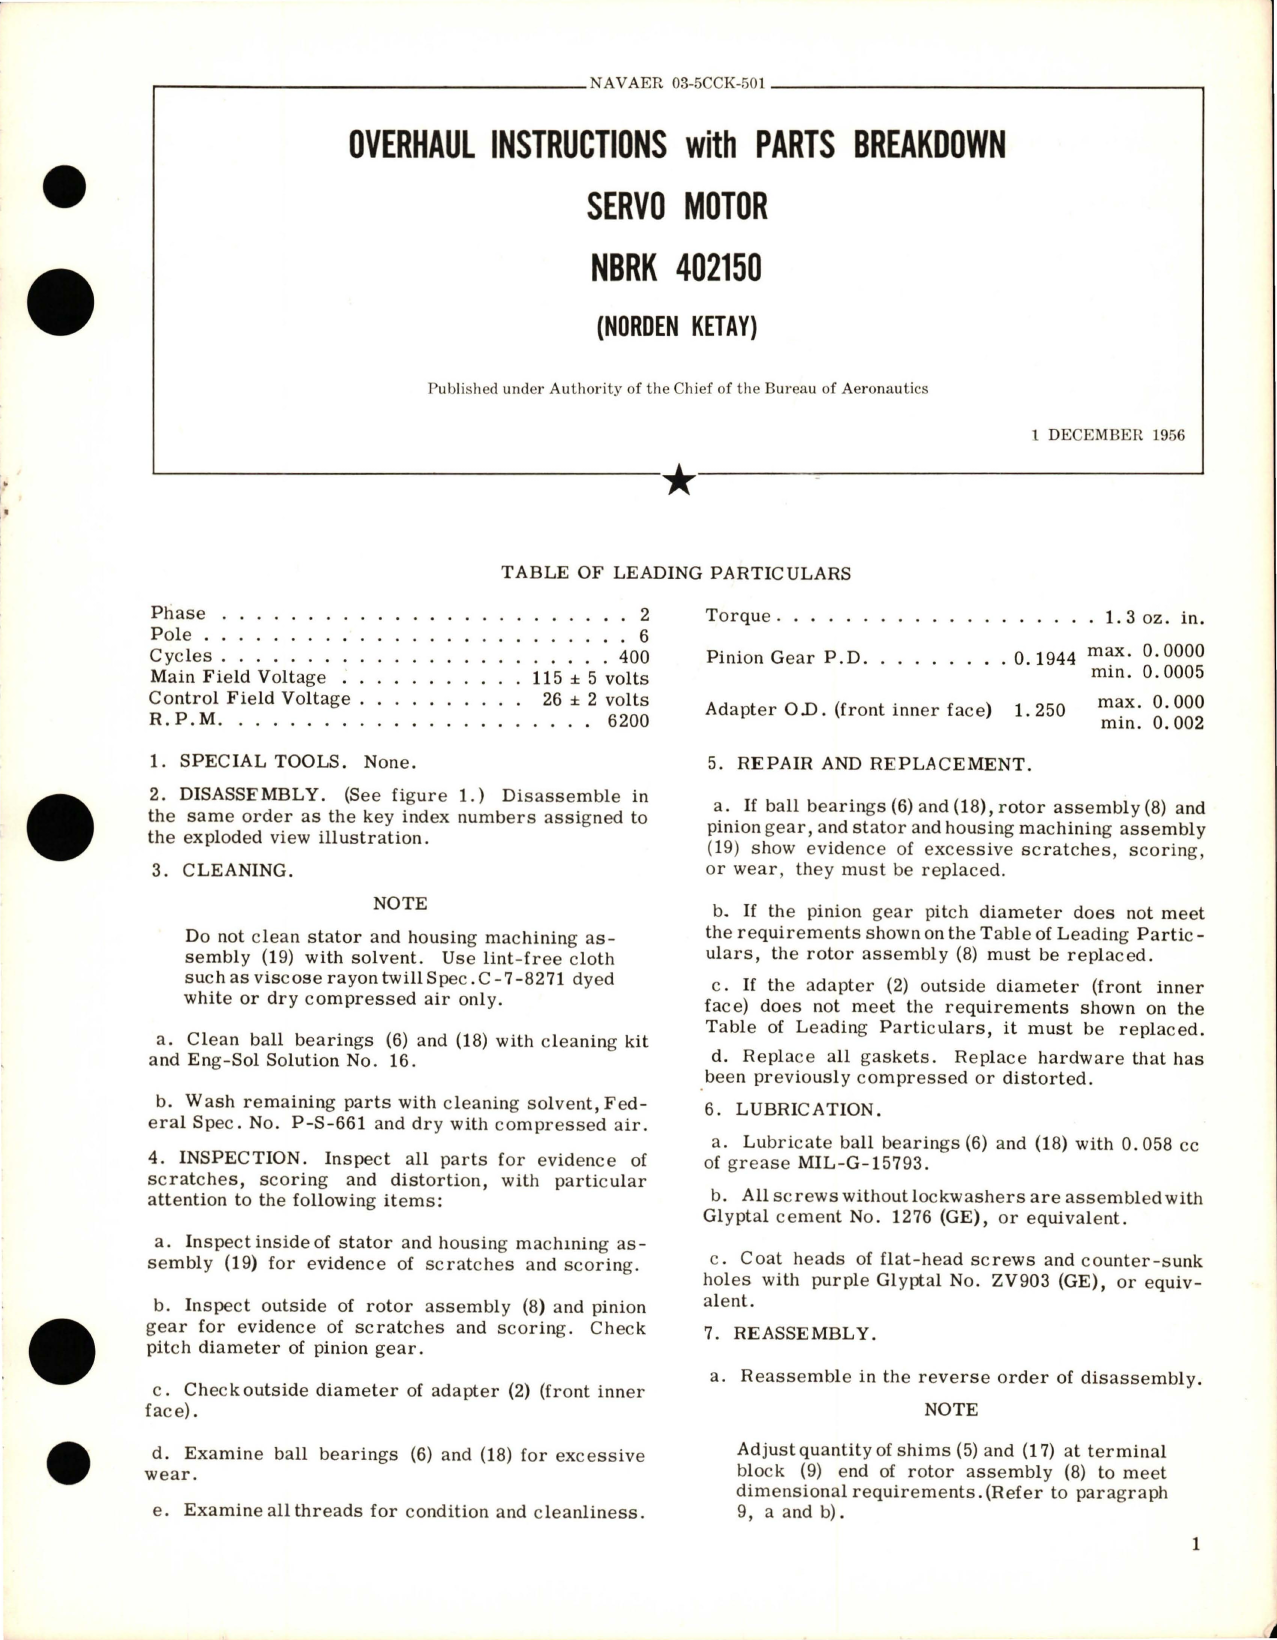 NAVAER 03-5CCK-501
OVERHAUL INSTRUCTIONS with PARTS BREAKDOWN
SERVO MOTOR
NBRK 402150
(NORDEN KETAY)
Published under Authority of the Chief of the Bureau of Aeronautics
1 DECEMBER 1956
TABLE OF LEADING PARTICULARS
Phase . . . . . . . . . . . . . . . . . . . . . . . . 2
Pole . . . . . . . . . . . . . . . . . . . . . . . . . 6
Cycles . . . . . . . . . . . . . . . . . . . . . . . 400
Main Field Voltage . . . . . . . . . . . 115 ± 5 volts
Control Field Voltage . . . . . . . . . . 26 ± 2 volts
R.P.M. . . . . . . . . . . . . . . . . . . . . . . 6200
1. SPECIAL TOOLS. None.
2. DISASSEMBLY. (See figure 1.) Disassemble in
the same order as the key index numbers assigned to
the exploded view illustration.
3. CLEANING.
NOTE
Do not clean stator and housing machining as-
sembly (19) with solvent. Use lint-free cloth
such as viscose rayon twill Spec. C-7-8271 dyed
white or dry compressed air only.
a. Clean ball bearings (6) and (18) with cleaning kit
and Eng-Sol Solution No. 16.
b. Wash remaining parts with cleaning solvent, Fed-
eral Spec. No. P-S-661 and dry with compressed air.
4. INSPECTION. Inspect all parts for evidence of
scratches, scoring and distortion, with particular
attention to the following items:
a. Inspect inside of stator and housing machining as-
sembly (19) for evidence of scratches and scoring.
b. Inspect outside of rotor assembly (8) and pinion
gear for evidence of scratches and scoring. Check
pitch diameter of pinion gear.
c. Check outside diameter of adapter (2) (front inner
face).
d. Examine ball bearings (6) and (18) for excessive
wear.
e. Examine all threads for condition and cleanliness.
Torque. . . . . . . . . . . . . . . . . . . 1.3 oz. in.
Pinion Gear P.D. . . . . . . . . 0.1944 max. 0.0000
min. 0.0005
Adapter O.D. (front inner face) 1.250 max. 0.000
min. 0.002
5. REPAIR AND REPLACEMENT.
a. If ball bearings (6) and (18), rotor assembly (8) and
pinion gear, and stator and housing machining assembly
(19) show evidence of excessive scratches, scoring,
or wear, they must be replaced.
b. If the pinion gear pitch diameter does not meet
the requirements shown on the Table of Leading Partic-
ulars, the rotor assembly (8) must be replaced.
c. If the adapter (2) outside diameter (front inner
face) does not meet the requirements shown on the
Table of Leading Particulars, it must be replaced.
d. Replace all gaskets. Replace hardware that has
been previously compressed or distorted.
6. LUBRICATION.
a. Lubricate ball bearings (6) and (18) with 0.058 cc
of grease MIL-G-15793.
b. All screws without lockwashers are assembled with
Glyptal cement No. 1276 (GE), or equivalent.
c. Coat heads of flat-head screws and counter-sunk
holes with purple Glyptal No. ZV903 (GE), or equiv-
alent.
7. REASSEMBLY.
a. Reassemble in the reverse order of disassembly.
NOTE
Adjust quantity of shims (5) and (17) at terminal
block (9) end of rotor assembly (8) to meet
dimensional requirements. (Refer to paragraph
9, a and b).
1